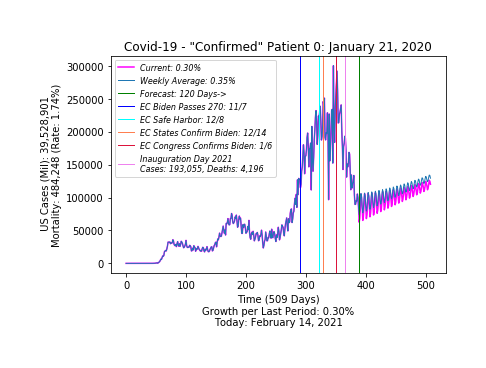 Covid-19 - "Confirmed" Patient 0: January 21, 2020
US Cases (Mil): 39,528,901
Mortality: 484,248 (Rate: 1.74%)
300000
250000
200000
150000
100000
50000
0
Current: 0.30%
Weekly Average: 0.35%
Forecast: 120 Days->
EC Biden Passes 270: 11/7
EC Safe Harbor: 12/8
EC States Confirm Biden: 12/14
EC Congress Confirms Biden: 1/6
Inauguration Day 2021
Cases: 193,055, Deaths: 4,196
0 100 200 300 400 500
Time (509 Days)
Growth per Last Period: 0.30%
Today: February 14, 2021